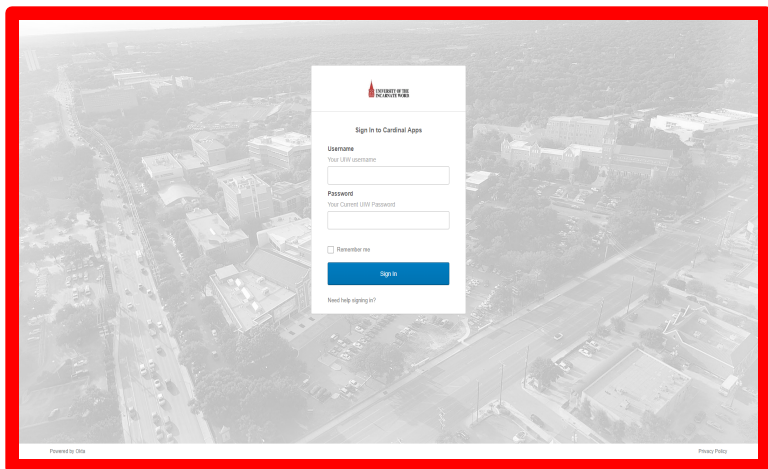 UNIVERSITY OF THE
INCARNATE WORD
Sign In to Cardinal Apps
Username
Your UIW username
Password
Your Current UIW Password
Remember me
Sign In
Need help signing in?
Powered by Okta
Privacy Policy